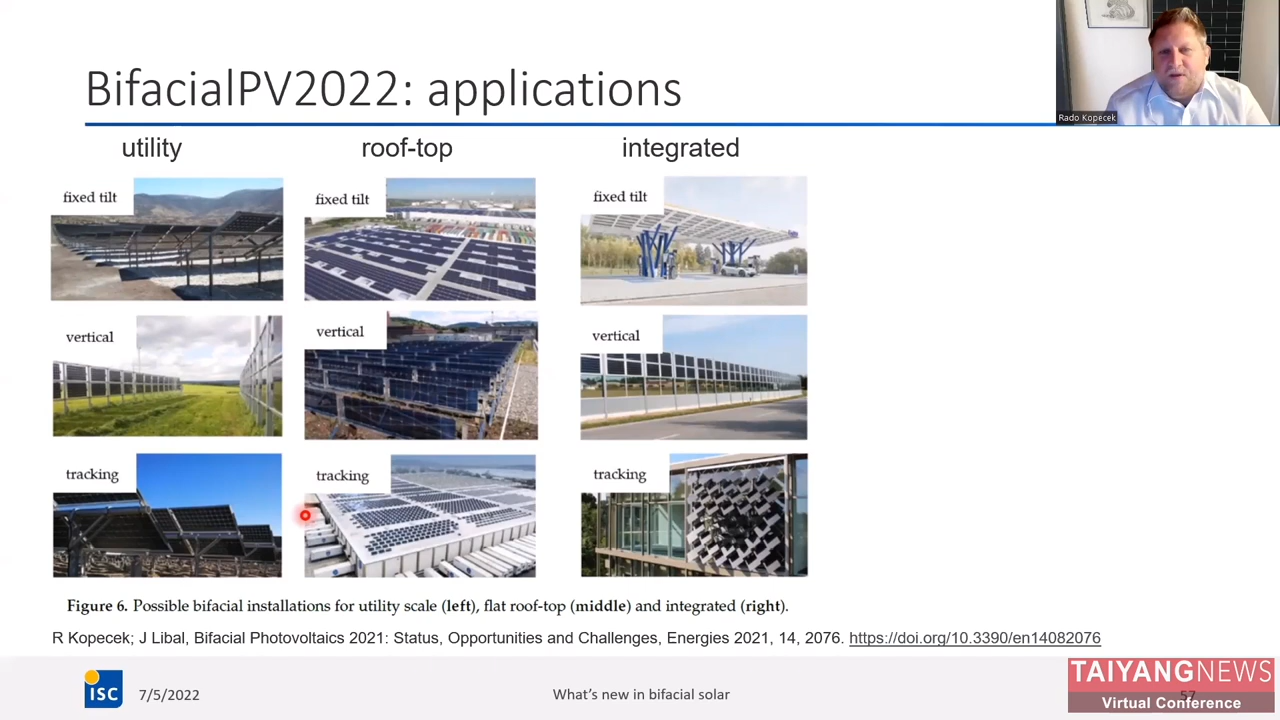 BifacialPV2022: applications
Rado Kopecek
utility
roof-top
integrated
fixed tilt
fixed tilt
fixed tilt
vertical
vertical
vertical
tracking
tracking
tracking
Figure 6. Possible bifacial installations for utility scale (left), flat roof-top (middle) and integrated (right).
R Kopecek; J Libal, Bifacial Photovoltaics 2021: Status, Opportunities and Challenges, Energies 2021, 14, 2076. https://doi.org/10.3390/en14082076
ISC
7/5/2022
What's new in bifacial solar
57
TAIYANGNEWS
Virtual Conference